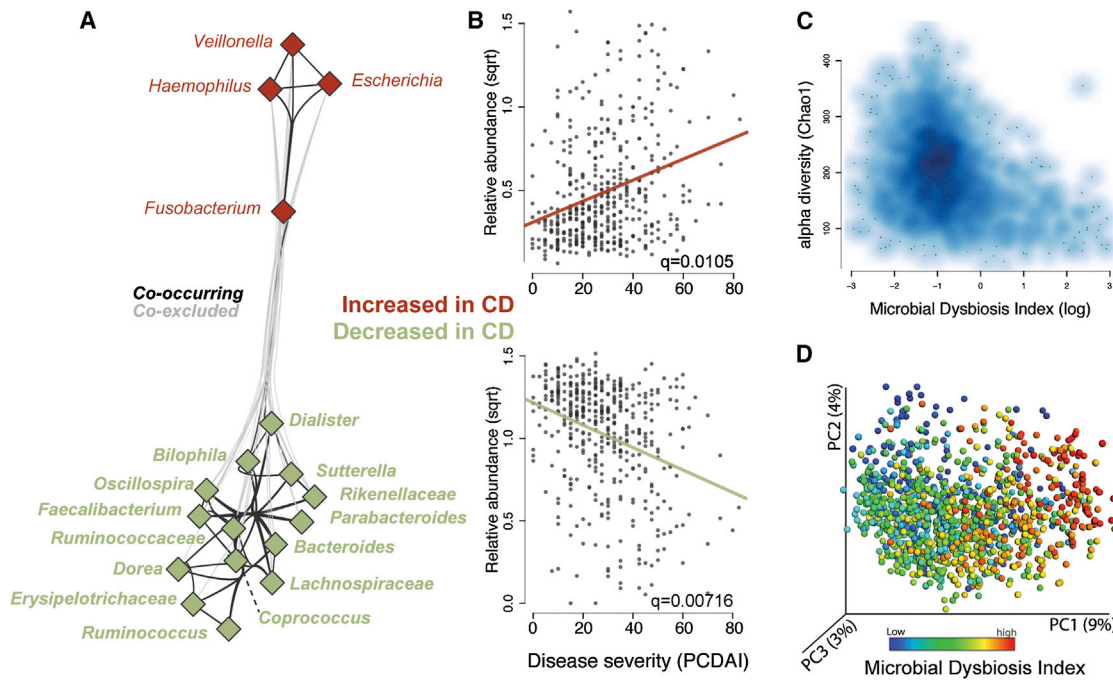 A
Veillonella
Haemophilus
Escherichia
Fusobacterium
Co-occurring
Co-excluded
Increased in CD
Decreased in CD
Dialister
Bilophila
Sutterella
Oscillospira
Rikenellaceae
Faecalibacterium
Parabacteroides
Ruminococcaceae
Bacteroides
Dorea
Lachnospiraceae
Erysipelotrichaceae
Coprococcus
Ruminococcus
B
Relative abundance (sqrt)
1.5
1.0
0.5
q=0.0105
0 20 40 60 80
Relative abundance (sqrt)
1.5
1.0
0.5
0.0
q=0.00716
0 20 40 60 80
Disease severity (PCDAI)
C
alpha diversity (Chao1)
400
300
200
100
-3 -2 -1 0 1 2 3
Microbial Dysbiosis Index (log)
D
PC2 (4%)
PC1 (9%)
PC3 (3%)
Low high
Microbial Dysbiosis Index